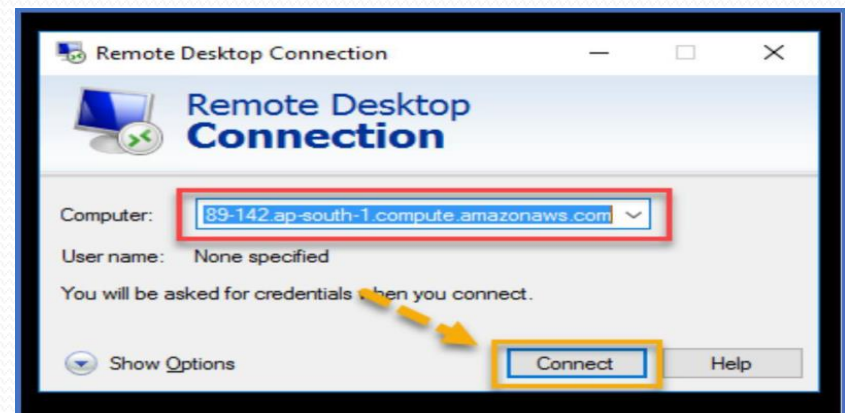 Remote Desktop Connection
Remote Desktop
Connection
Computer: 89-142.ap-south-1.compute.amazonaws.com
User name: None specified
You will be asked for credentials when you connect.
Show Options Connect Help